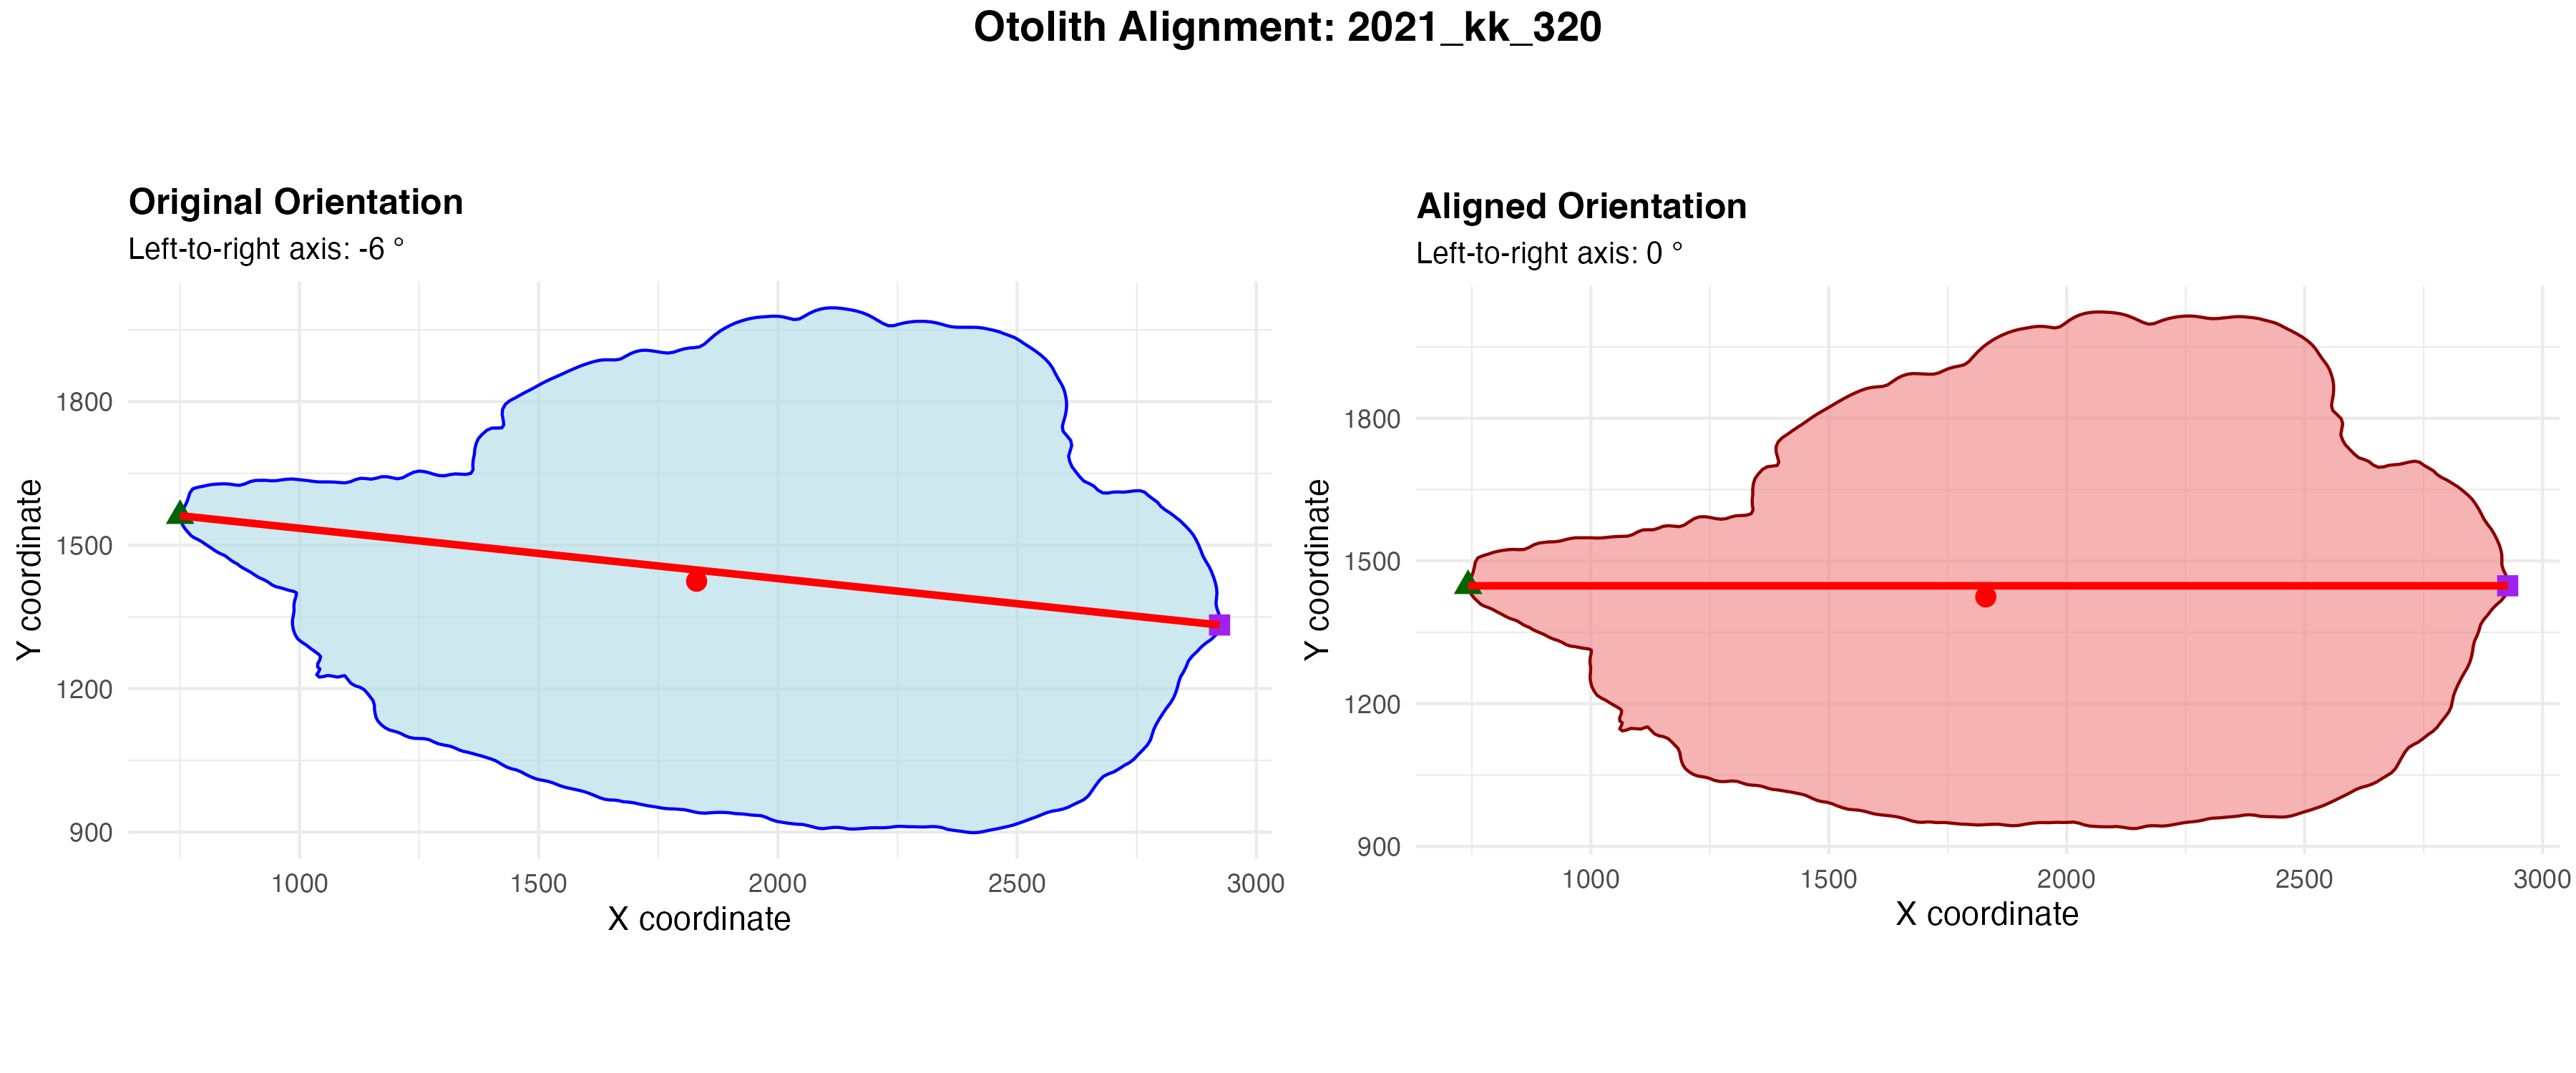 Otolith Alignment: 2021_kk_320
Original Orientation
Left-to-right axis: -6 °
1800
1500
1200
900
Y coordinate
1000 1500 2000 2500 3000
X coordinate
Aligned Orientation
Left-to-right axis: 0 °
1800
1500
1200
900
Y coordinate
1000 1500 2000 2500 3000
X coordinate